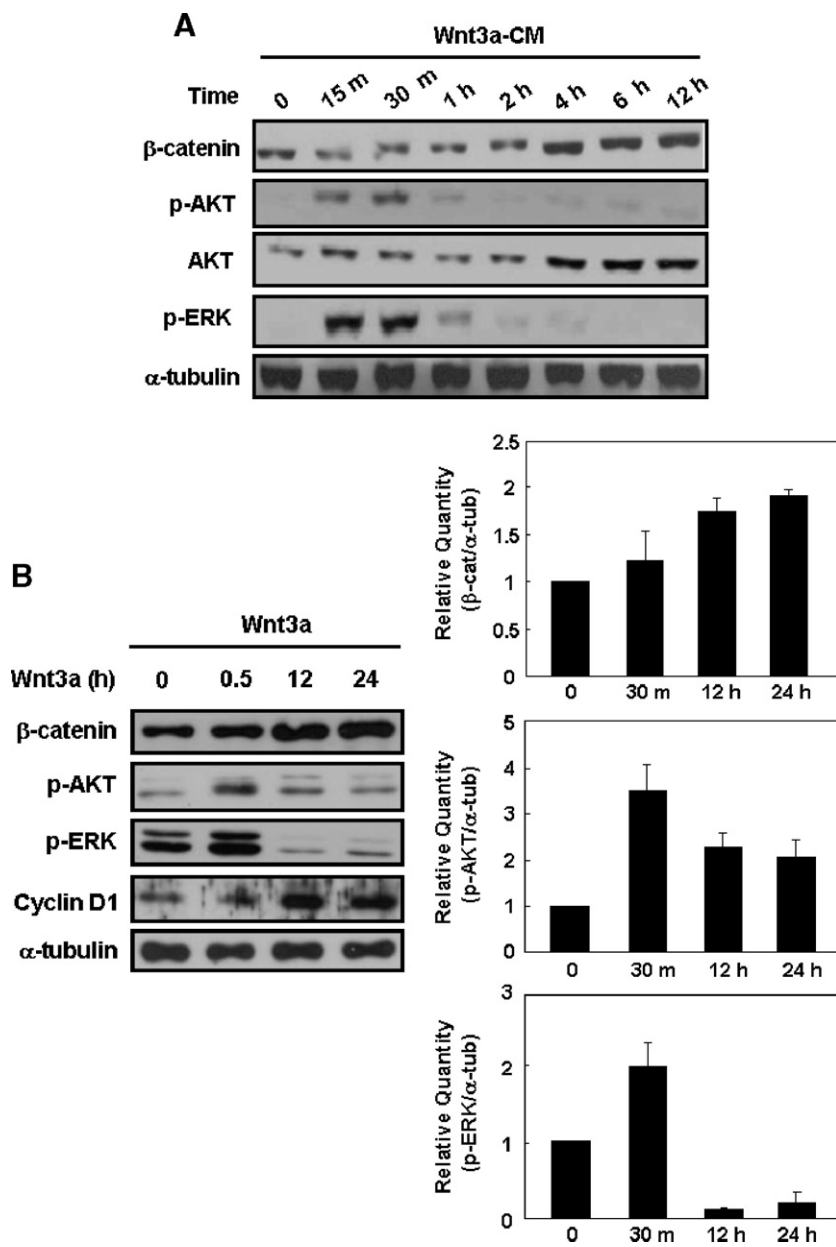 A
Wnt3a-CM
Time 0 15 m 30 m 1 h 2 h 4 h 6 h 12 h
β-catenin
p-AKT
AKT
p-ERK
α-tubulin
B
Wnt3a
Wnt3a (h) 0 0.5 12 24
β-catenin
p-AKT
p-ERK
Cyclin D1
α-tubulin
Relative Quantity
(β-cat/α-tub)
2.5
2
1.5
1
0.5
0
0 30 m 12 h 24 h
Relative Quantity
(p-AKT/α-tub)
5
4
3
2
1
0
0 30 m 12 h 24 h
Relative Quantity
(p-ERK/α-tub)
3
2
1
0
0 30 m 12 h 24 h